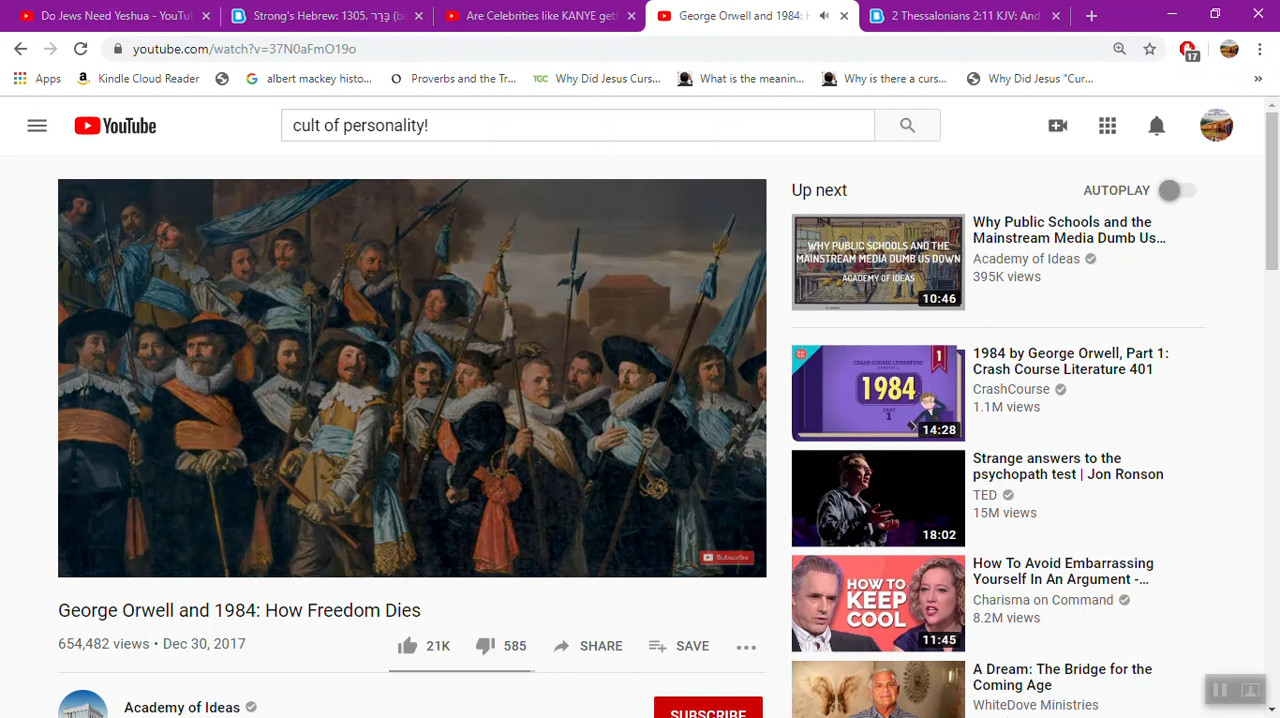 Do Jews Need Yeshua - YouTu
Strong's Hebrew: 1305. בָּרַר (ba
Are Celebrities like KANYE gett
George Orwell and 1984: H
2 Thessalonians 2:11 KJV: And
youtube.com/watch?v=37N0aFmO19o
17
Apps
Kindle Cloud Reader
albert mackey histo...
Proverbs and the Tr...
TGC
Why Did Jesus Curs...
What is the meanin...
Why is there a curs...
Why Did Jesus "Cur...
»
YouTube
cult of personality!
Subscribe
George Orwell and 1984: How Freedom Dies
654,482 views • Dec 30, 2017
21K
585
SHARE
SAVE
Academy of Ideas
SUBSCRIBE
Up next
AUTOPLAY
WHY PUBLIC SCHOOLS AND THE
MAINSTREAM MEDIA DUMB US DOWN
ACADEMY OF IDEAS
10:46
Why Public Schools and the
Mainstream Media Dumb Us...
Academy of Ideas
395K views
CRASH COURSE LITERATURE
1984
1
1
14:28
1984 by George Orwell, Part 1:
Crash Course Literature 401
CrashCourse
1.1M views
18:02
Strange answers to the
psychopath test | Jon Ronson
TED
15M views
HOW TO
KEEP
COOL
11:45
How To Avoid Embarrassing
Yourself In An Argument -...
Charisma on Command
8.2M views
A Dream: The Bridge for the
Coming Age
WhiteDove Ministries